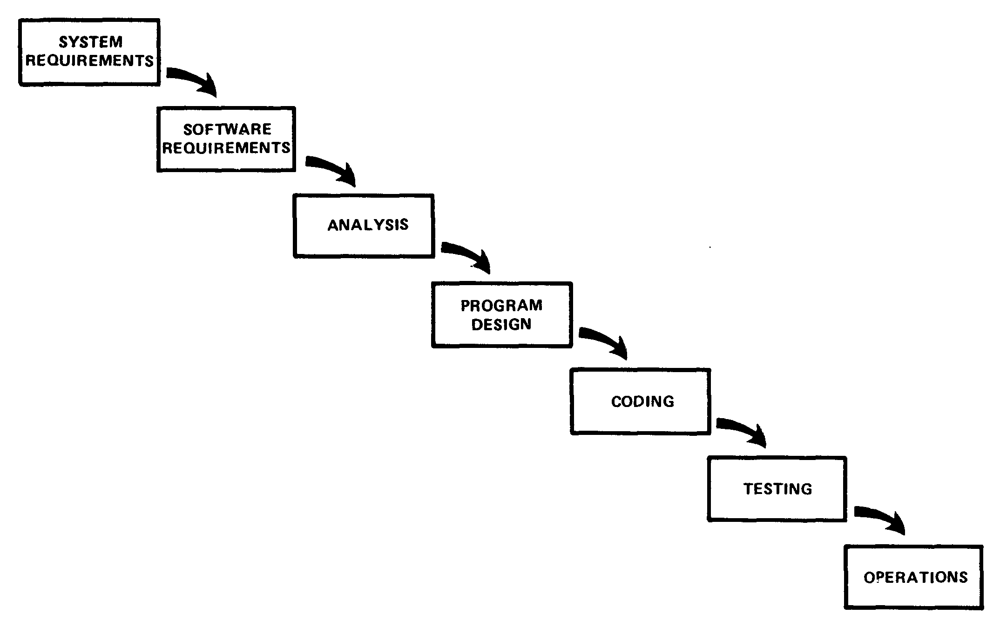 SYSTEM
REQUIREMENTS
SOFTWARE
REQUIREMENTS
ANALYSIS
PROGRAM
DESIGN
CODING
TESTING
OPERATIONS